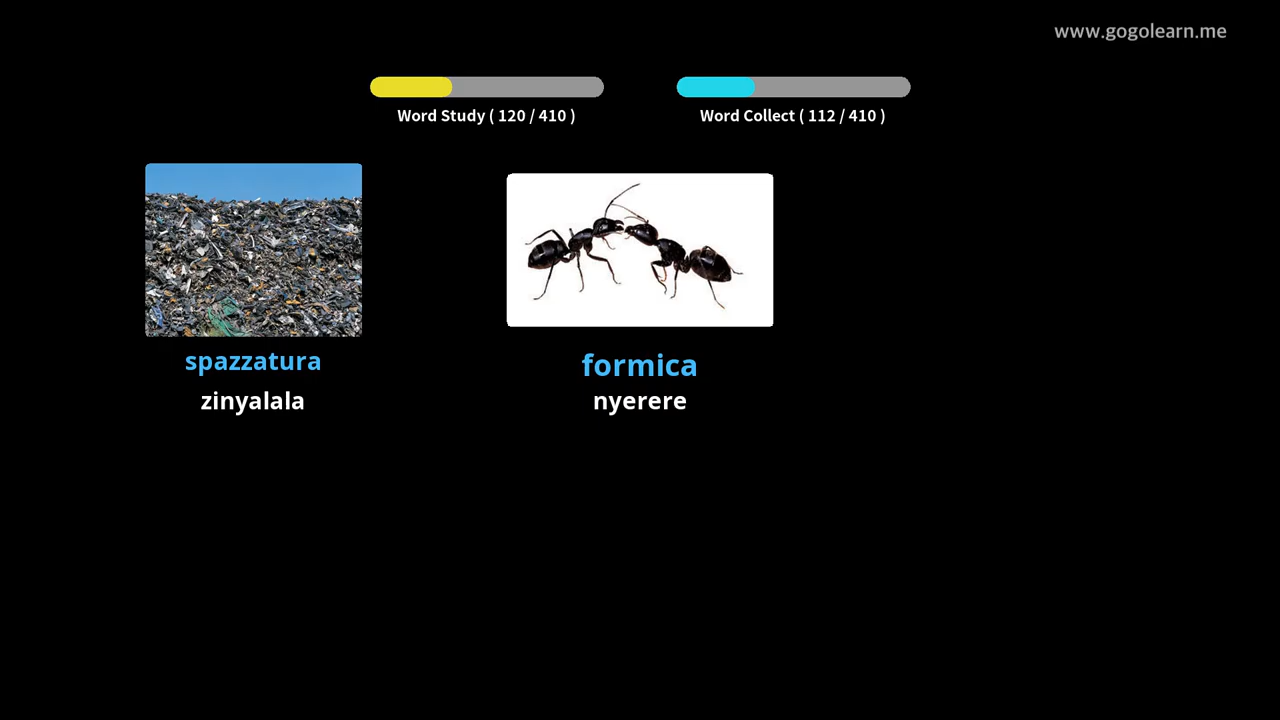 www.gogolearn.me
Word Study ( 120 / 410 )
Word Collect ( 112 / 410 )
spazzatura
zinyalala
formica
nyerere